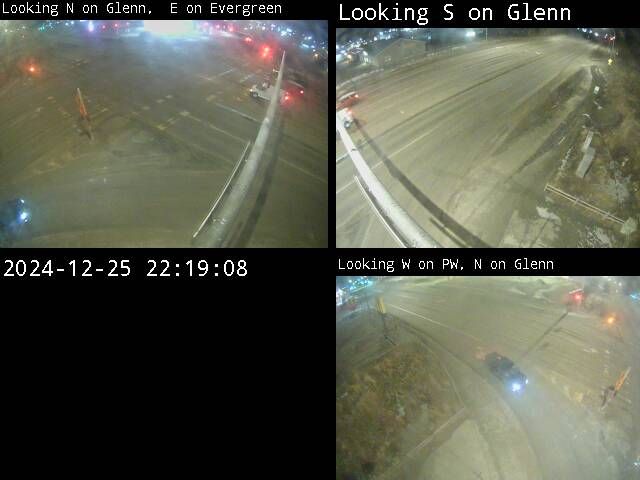 Looking N on Glenn,  E on Evergreen
Looking S on Glenn
2024-12-25 22:19:08
Looking W on PW, N on Glenn